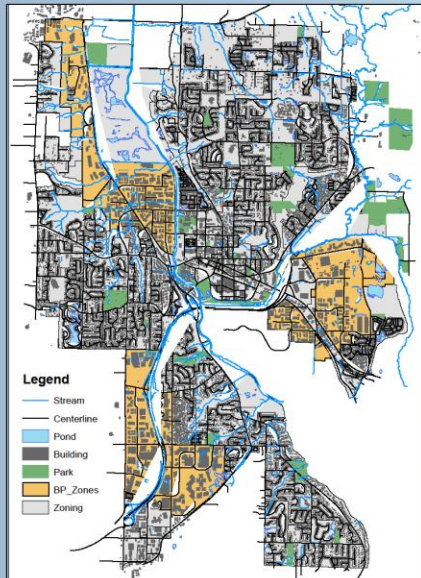 Legend
Stream
Centerline
Pond
Building
Park
BP_Zones
Zoning